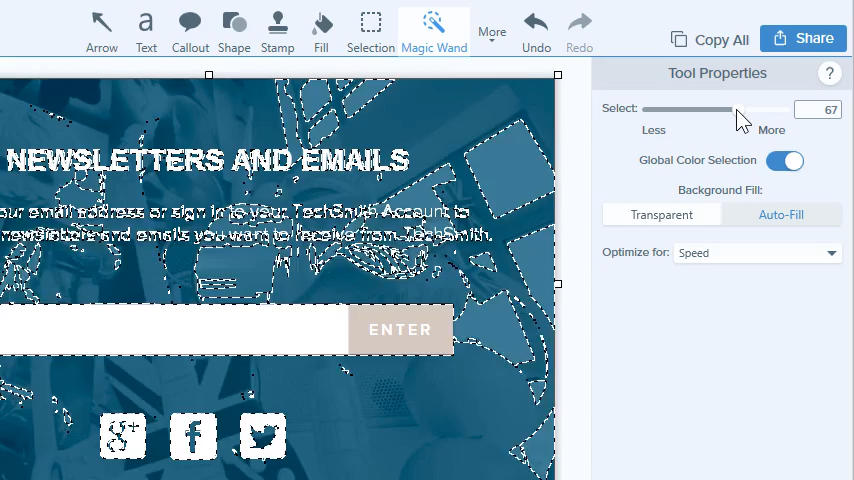 Arrow Text Callout Shape Stamp Fill Selection Magic Wand More Undo Redo Copy All Share
Tool Properties ?
Select: 67
Less More
Global Color Selection
Background Fill:
Transparent Auto-Fill
Optimize for: Speed
NEWSLETTERS AND EMAILS
our email address or sign in to your TechSmith Account to
newsletters and emails you want to receive from TechSmith.
ENTER
g+ f